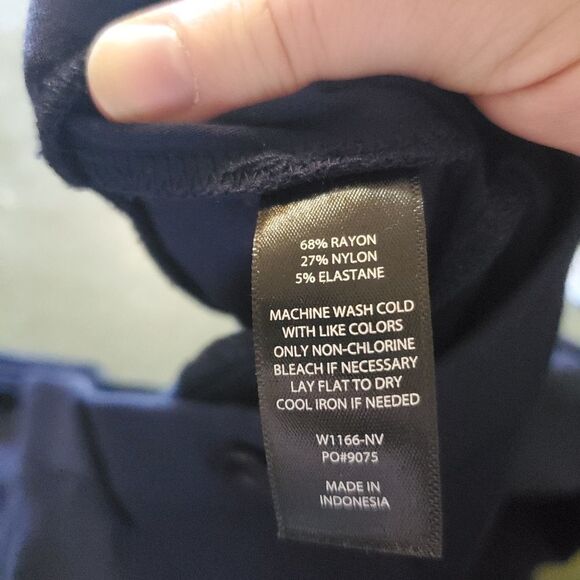 68% RAYON
27% NYLON
5% ELASTANE
MACHINE WASH COLD
WITH LIKE COLORS
ONLY NON-CHLORINE
BLEACH IF NECESSARY
LAY FLAT TO DRY
COOL IRON IF NEEDED
W1166-NV
PO#9075
MADE IN
INDONESIA